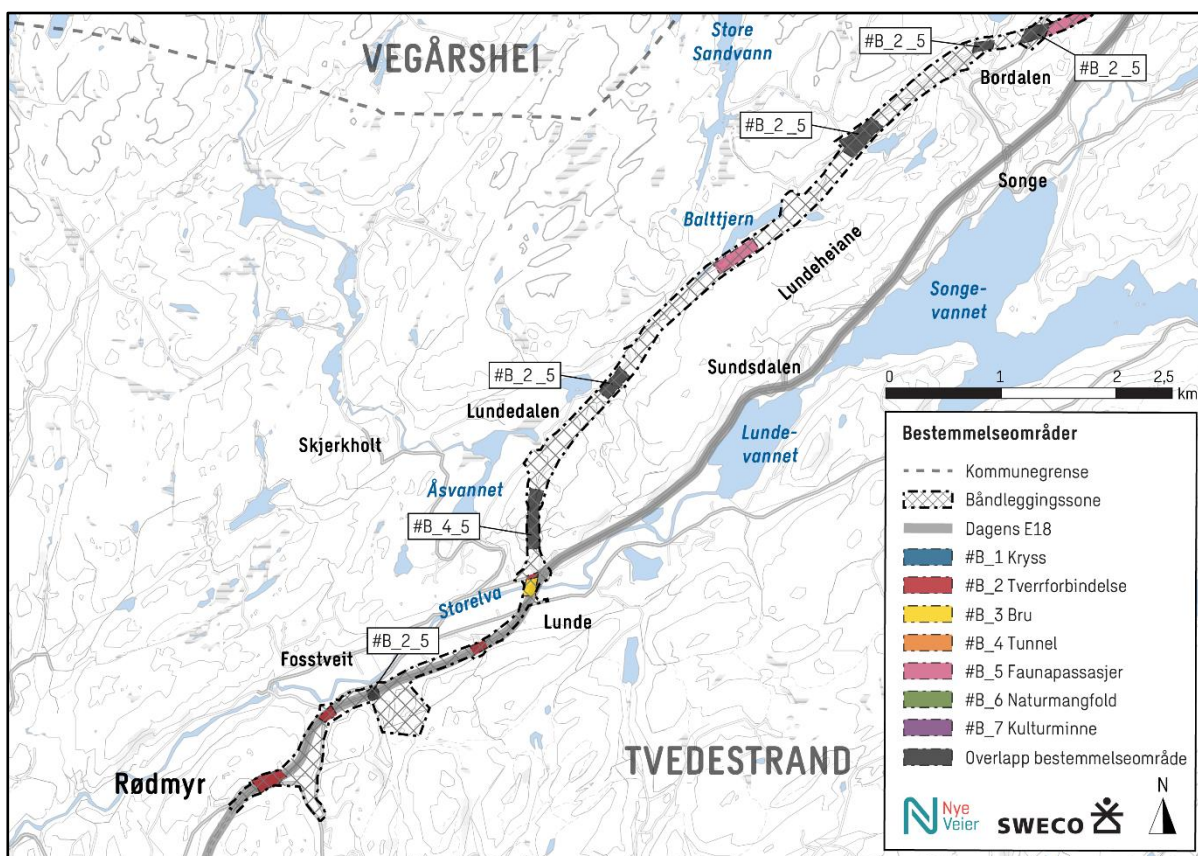 VEGÅRSHEI
Store
Sandvann
#B_2_5
Bordalen
#B_2_5
#B_2_5
Songe
Balttjern
Lundeheiane
Songe-
vannet
Sundsdalen
#B_2_5
Lundedalen
Skjerkholt
Lunde-
vannet
Åsvannet
#B_4_5
Storelva
Lunde
#B_2_5
Fosstveit
Rødmyr
TVEDESTRAND
0 1 2 2,5
km
Bestemmelseområder
Kommunegrense
Båndleggingssone
Dagens E18
#B_1 Kryss
#B_2 Tverrforbindelse
#B_3 Bru
#B_4 Tunnel
#B_5 Faunapassasjer
#B_6 Naturmangfold
#B_7 Kulturminne
Overlapp bestemmelseområde
Nye
Veier
SWECO
N